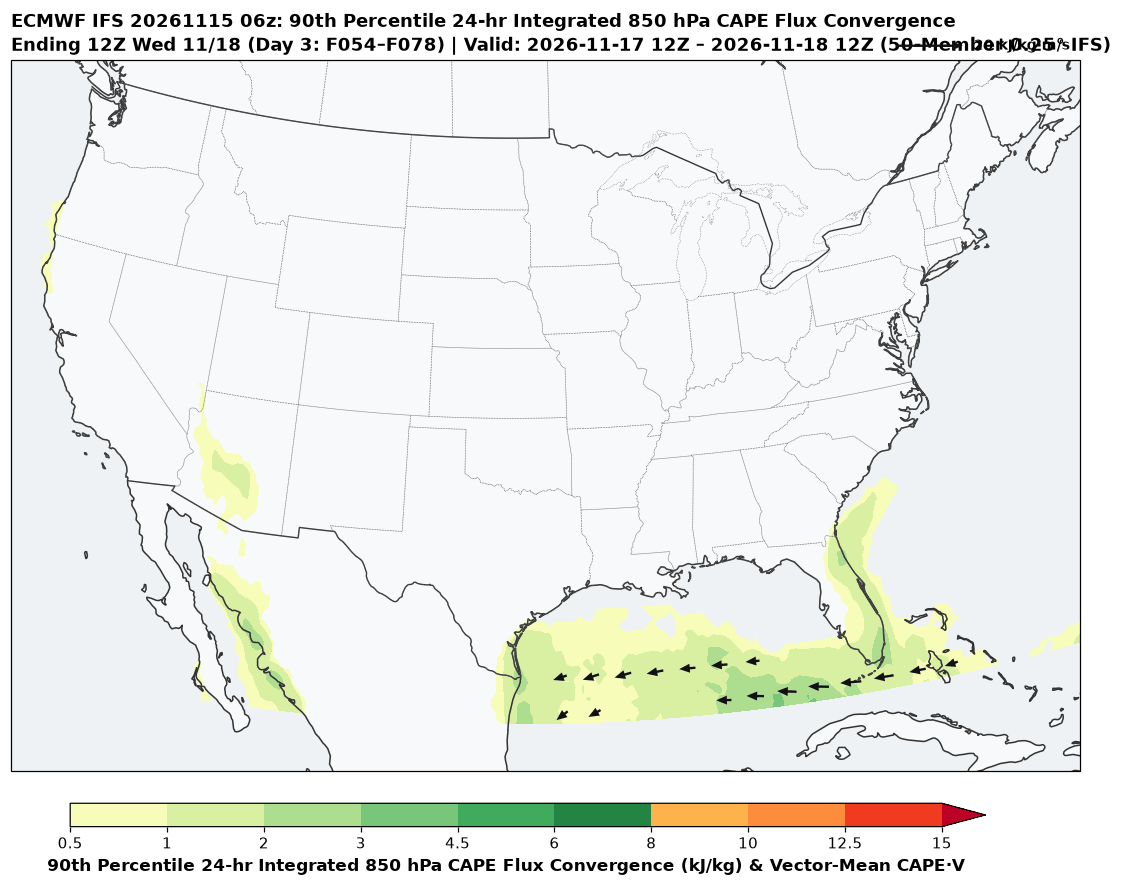 ECMWF IFS 20261115 06z: 90th Percentile 24-hr Integrated 850 hPa CAPE Flux Convergence
Ending 12Z Wed 11/18 (Day 3: F054–F078) | Valid: 2026-11-17 12Z – 2026-11-18 12Z (50-Member 0.25° IFS)
0.5 1 2 3 4.5 6 8 10 12.5 15
90th Percentile 24-hr Integrated 850 hPa CAPE Flux Convergence (kJ/kg) & Vector-Mean CAPE·V